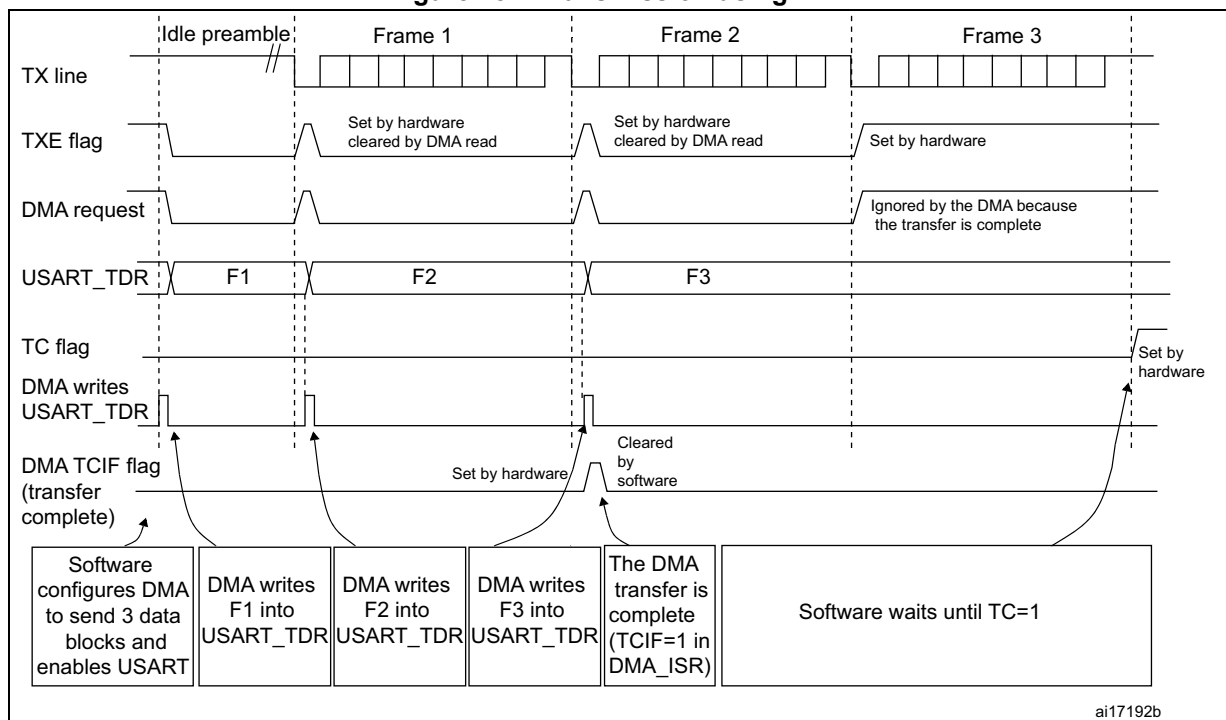 Idle preamble
Frame 1
Frame 2
Frame 3
TX line
TXE flag
Set by hardware
cleared by DMA read
Set by hardware
cleared by DMA read
Set by hardware
DMA request
Ignored by the DMA because
the transfer is complete
USART_TDR
F1
F2
F3
TC flag
Set by
hardware
DMA writes
USART_TDR
DMA TCIF flag
(transfer
complete)
Set by hardware
Cleared
by
software
Software
configures DMA
to send 3 data
blocks and
enables USART
DMA writes
F1 into
USART_TDR
DMA writes
F2 into
USART_TDR
DMA writes
F3 into
USART_TDR
The DMA
transfer is
complete
(TCIF=1 in
DMA_ISR)
Software waits until TC=1
ai17192b